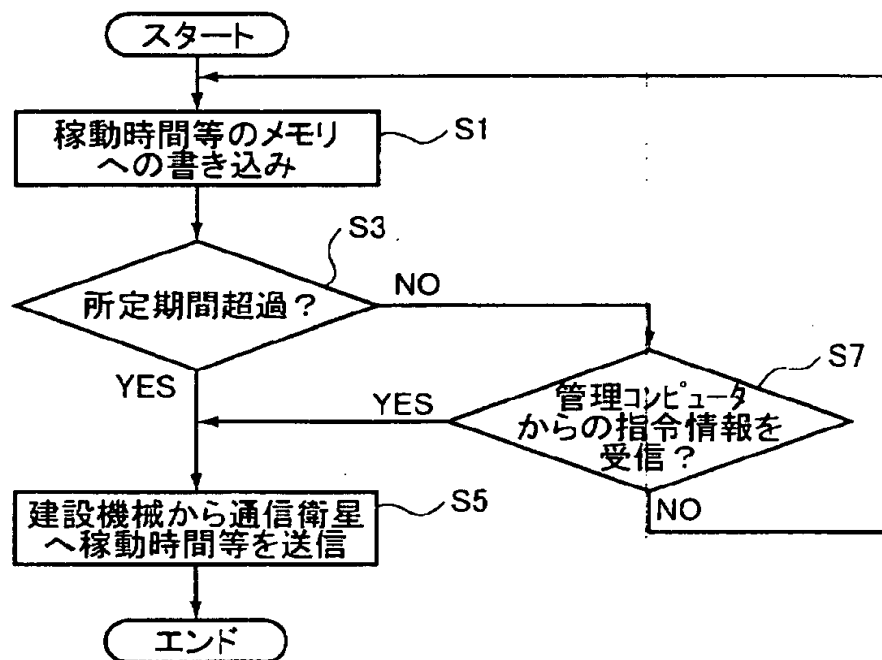 スタート
稼動時間等のメモリ
への書き込み
S1
S3
所定期間超過?
NO
YES
S7
管理コンピュータ
からの指令情報を
受信?
YES
NO
建設機械から通信衛星
へ稼動時間等を送信
S5
エンド